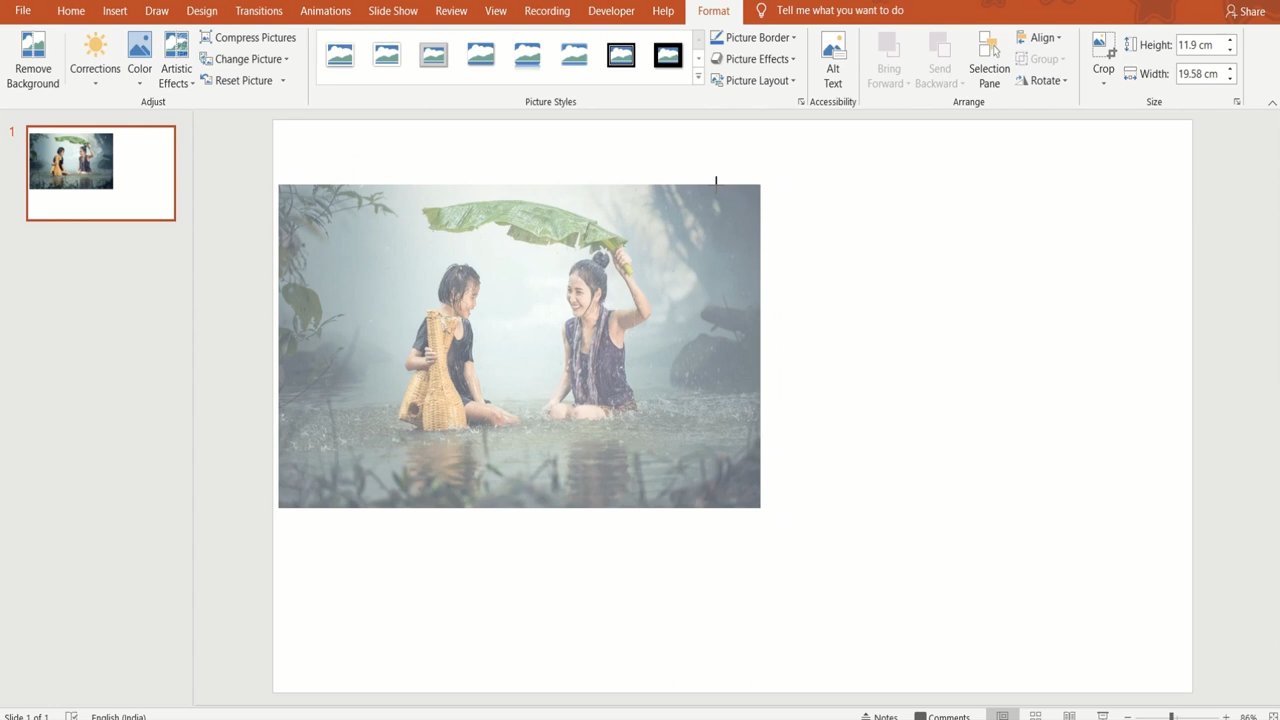 File Home Insert Draw Design Transitions Animations Slide Show Review View Recording Developer Help Format Tell me what you want to do Share
Remove Background
Corrections
Color
Artistic Effects
Compress Pictures
Change Picture
Reset Picture
Adjust
Picture Styles
Picture Border
Picture Effects
Picture Layout
Alt Text
Accessibility
Bring Forward
Send Backward
Selection Pane
Align
Group
Rotate
Arrange
Crop
Height: 11.9 cm
Width: 19.58 cm
Size
1
Slide 1 of 1 English (India) Notes Comments 86%